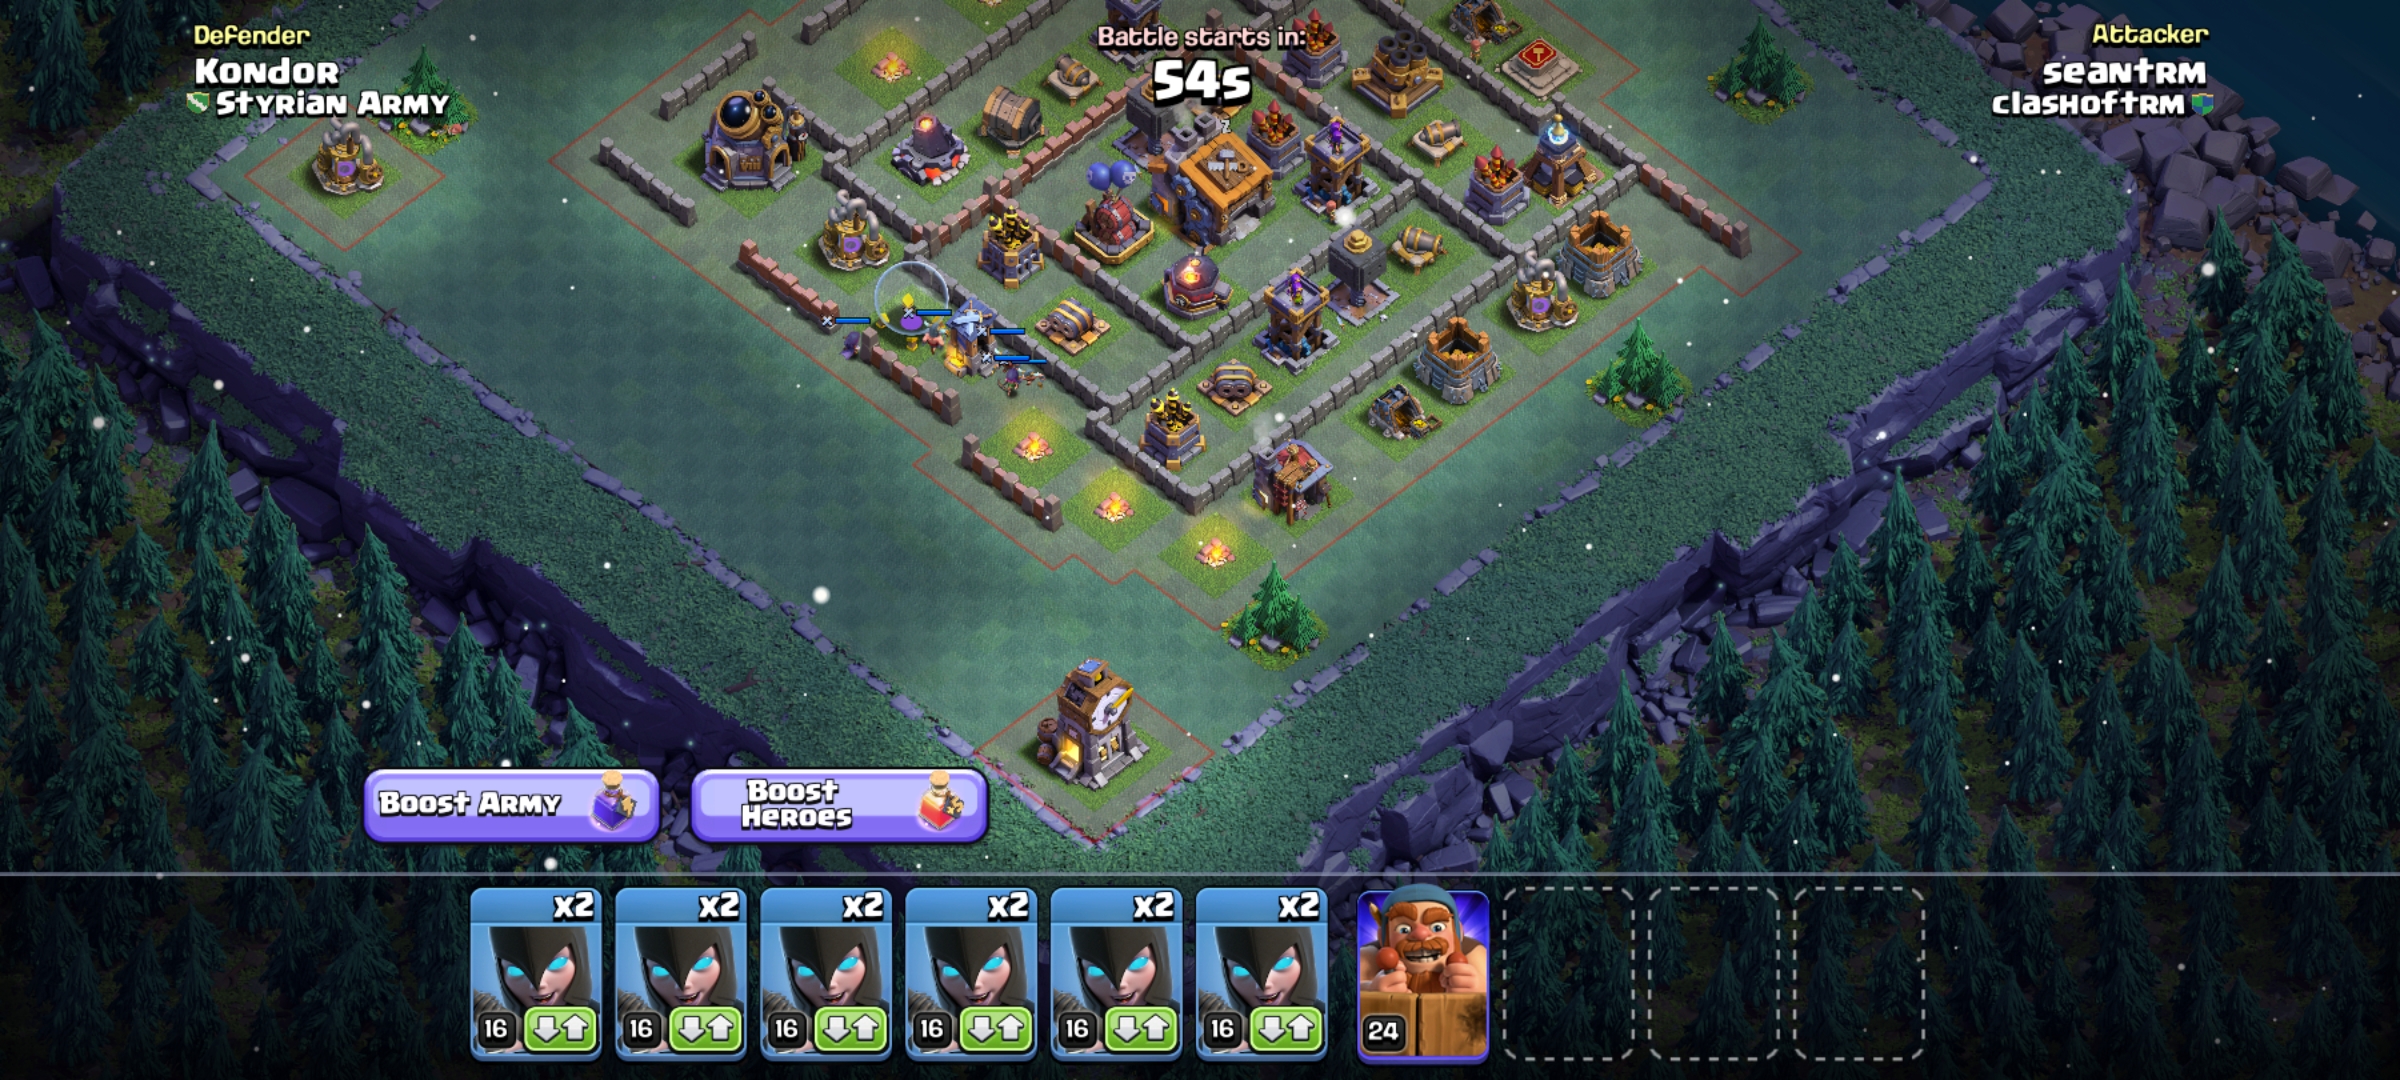 Defender
Kondor
Styrian Army
Battle starts in:
54s
Attacker
seantrm
clashoftrm
Boost Army
Boost
Heroes
x2
x2
x2
x2
x2
x2
16
16
16
16
16
16
24